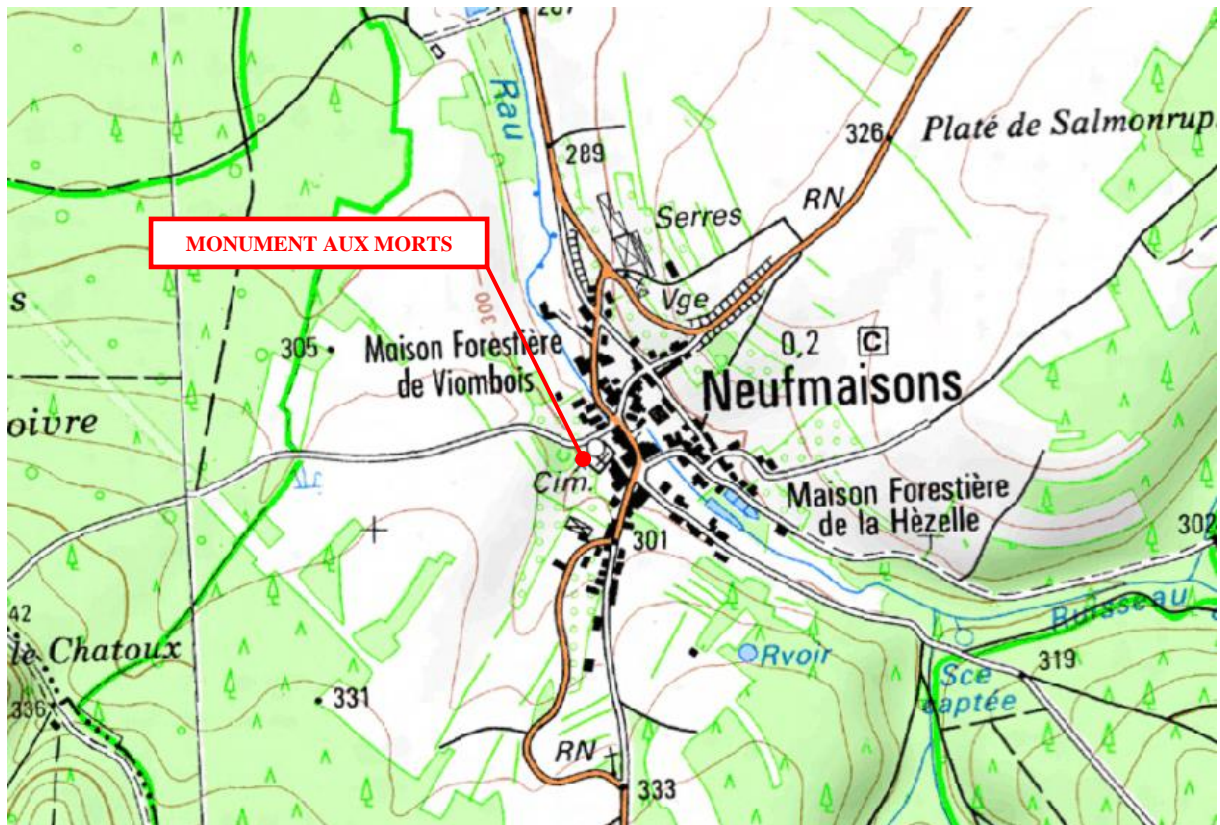 287
Rau
289
326
Platé de Salmonrup
RN
Serres
MONUMENT AUX MORTS
300
Vge
s
305
Maison Forestière
de Viombois
0,2 C
Neufmaisons
oivre
Cim.
Maison Forestière
de la Hèzelle
301
302
Ruisseau
42
le Chatoux
Rvoir
319
Sce
captée
336
331
RN
333